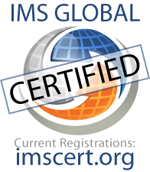 IMS GLOBAL
CERTIFIED
Current Registrations:
imscert.org